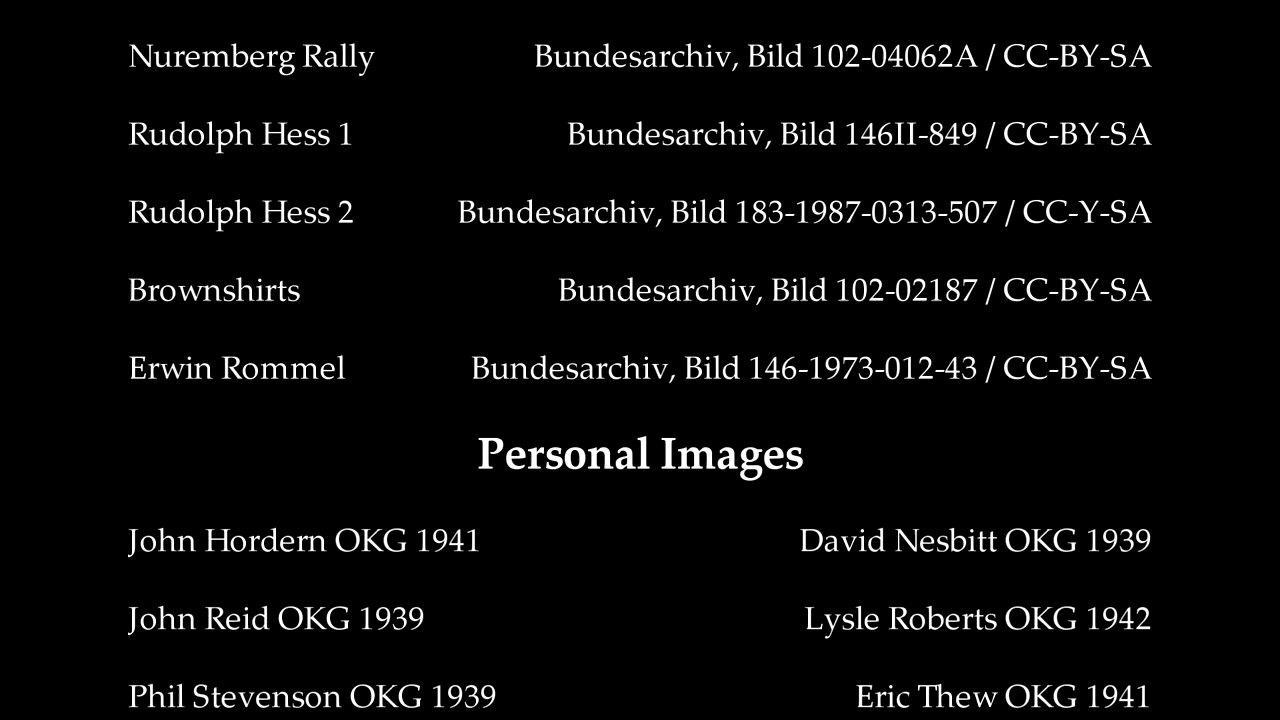 Nuremberg Rally Bundesarchiv, Bild 102-04062A / CC-BY-SA
Rudolph Hess 1 Bundesarchiv, Bild 146II-849 / CC-BY-SA
Rudolph Hess 2 Bundesarchiv, Bild 183-1987-0313-507 / CC-Y-SA
Brownshirts Bundesarchiv, Bild 102-02187 / CC-BY-SA
Erwin Rommel Bundesarchiv, Bild 146-1973-012-43 / CC-BY-SA
Personal Images
John Hordern OKG 1941 David Nesbitt OKG 1939
John Reid OKG 1939 Lysle Roberts OKG 1942
Phil Stevenson OKG 1939 Eric Thew OKG 1941